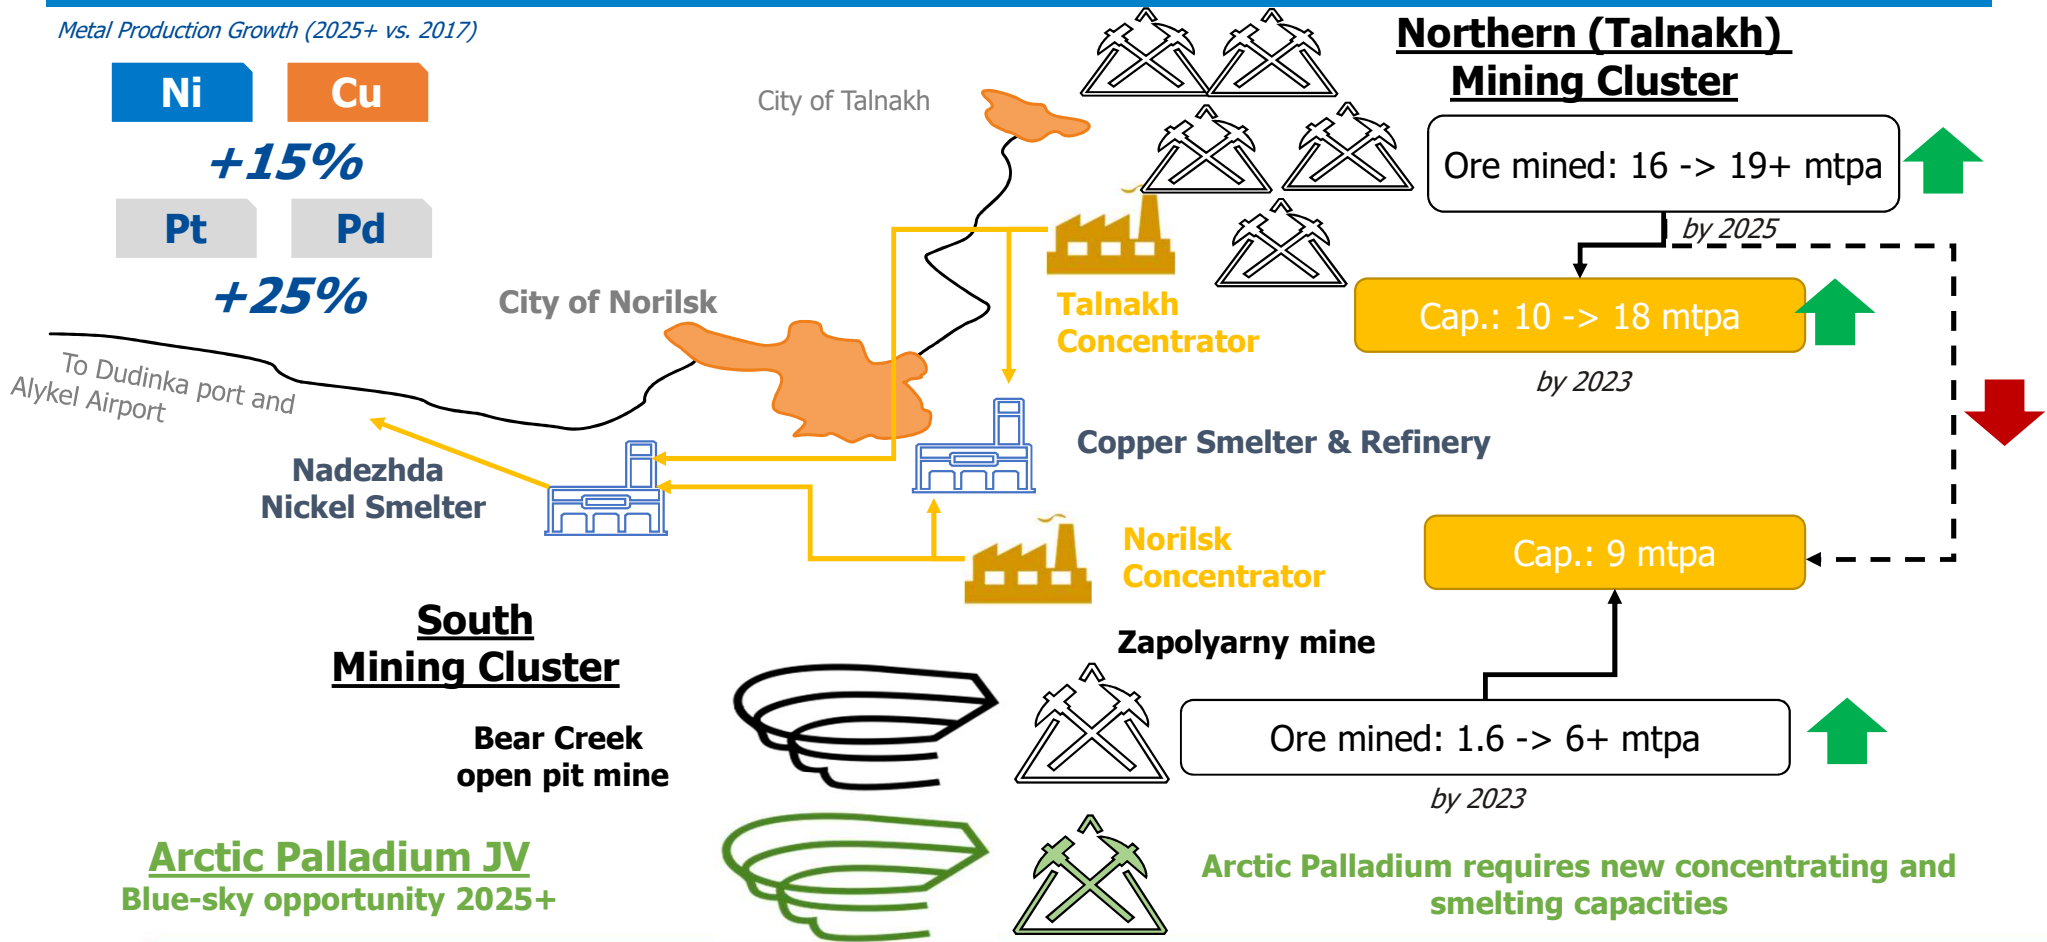 Metal Production Growth (2025+ vs. 2017)
Ni
Cu
+15%
Pt
Pd
+25%
City of Talnakh
Northern (Talnakh)
Mining Cluster
Ore mined: 16 -> 19+ mtpa
by 2025
City of Norilsk
Talnakh
Concentrator
Cap.: 10 -> 18 mtpa
by 2023
To Dudinka port and
Alykel Airport
Nadezhda
Nickel Smelter
Copper Smelter & Refinery
Norilsk
Concentrator
Cap.: 9 mtpa
South
Mining Cluster
Zapolyarny mine
Bear Creek
open pit mine
Ore mined: 1.6 -> 6+ mtpa
by 2023
Arctic Palladium JV
Blue-sky opportunity 2025+
Arctic Palladium requires new concentrating and
smelting capacities